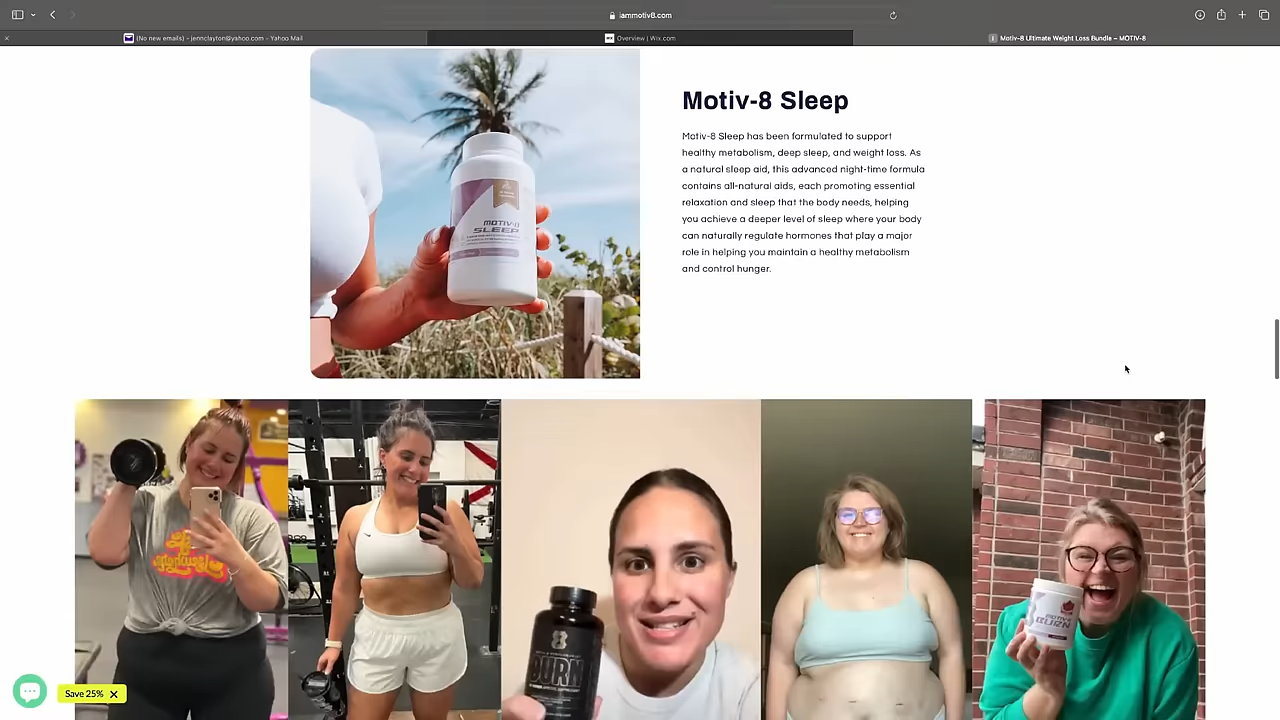 iammotiv8.com
(No new emails) – jennclayton@yahoo.com – Yahoo Mail
Overview | Wix.com
Motiv-8 Ultimate Weight Loss Bundle – MOTIV-8
Motiv-8 Sleep
Motiv-8 Sleep has been formulated to support
healthy metabolism, deep sleep, and weight loss. As
a natural sleep aid, this advanced night-time formula
contains all-natural aids, each promoting essential
relaxation and sleep that the body needs, helping
you achieve a deeper level of sleep where your body
can naturally regulate hormones that play a major
role in helping you maintain a healthy metabolism
and control hunger.
MOTIV-8
SLEEP
BURN
MOTIV-8
BURN
Save 25%